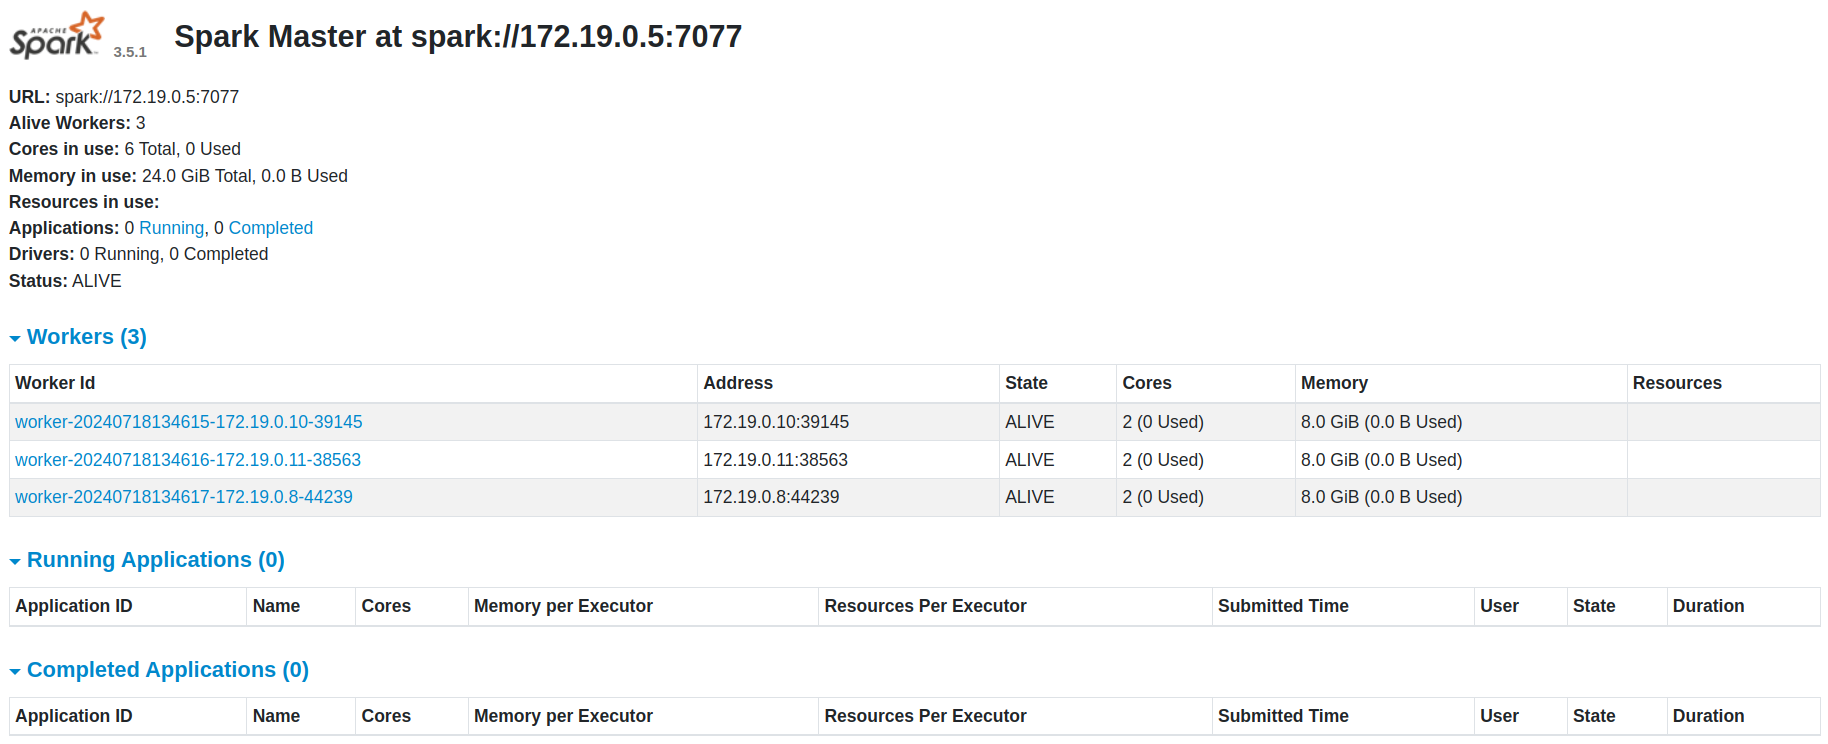 APACHE
Spark 3.5.1 Spark Master at spark://172.19.0.5:7077
URL: spark://172.19.0.5:7077
Alive Workers: 3
Cores in use: 6 Total, 0 Used
Memory in use: 24.0 GiB Total, 0.0 B Used
Resources in use:
Applications: 0 Running, 0 Completed
Drivers: 0 Running, 0 Completed
Status: ALIVE
Workers (3)
Worker Id Address State Cores Memory Resources
worker-20240718134615-172.19.0.10-39145 172.19.0.10:39145 ALIVE 2 (0 Used) 8.0 GiB (0.0 B Used)
worker-20240718134616-172.19.0.11-38563 172.19.0.11:38563 ALIVE 2 (0 Used) 8.0 GiB (0.0 B Used)
worker-20240718134617-172.19.0.8-44239 172.19.0.8:44239 ALIVE 2 (0 Used) 8.0 GiB (0.0 B Used)
Running Applications (0)
Application ID Name Cores Memory per Executor Resources Per Executor Submitted Time User State Duration
Completed Applications (0)
Application ID Name Cores Memory per Executor Resources Per Executor Submitted Time User State Duration